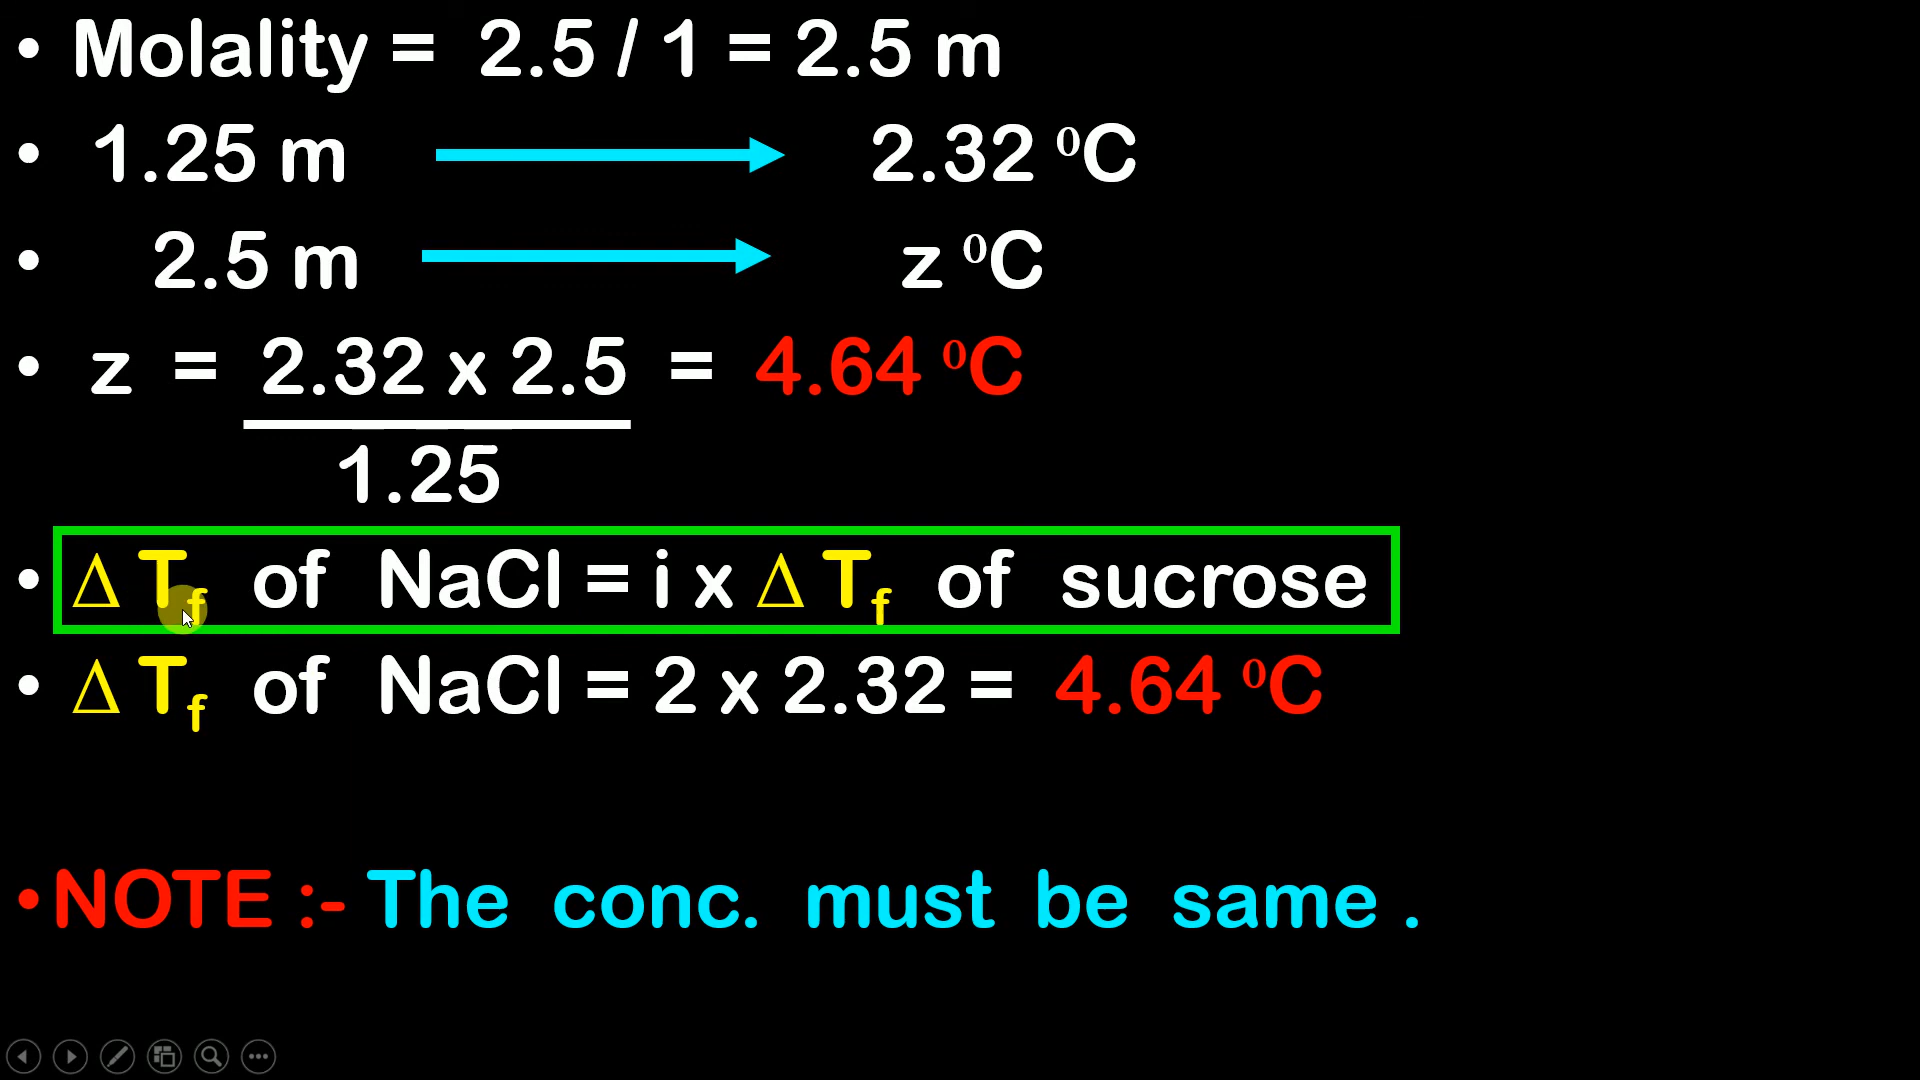 • Molality = 2.5 / 1 = 2.5 m
• 1.25 m 2.32 ⁰C
• 2.5 m z ⁰C
• z = 2.32 x 2.5 = 4.64 ⁰C
1.25
• Δ Tf of NaCl = i x Δ Tf of sucrose
• Δ Tf of NaCl = 2 x 2.32 = 4.64 ⁰C
• NOTE :- The conc. must be same .